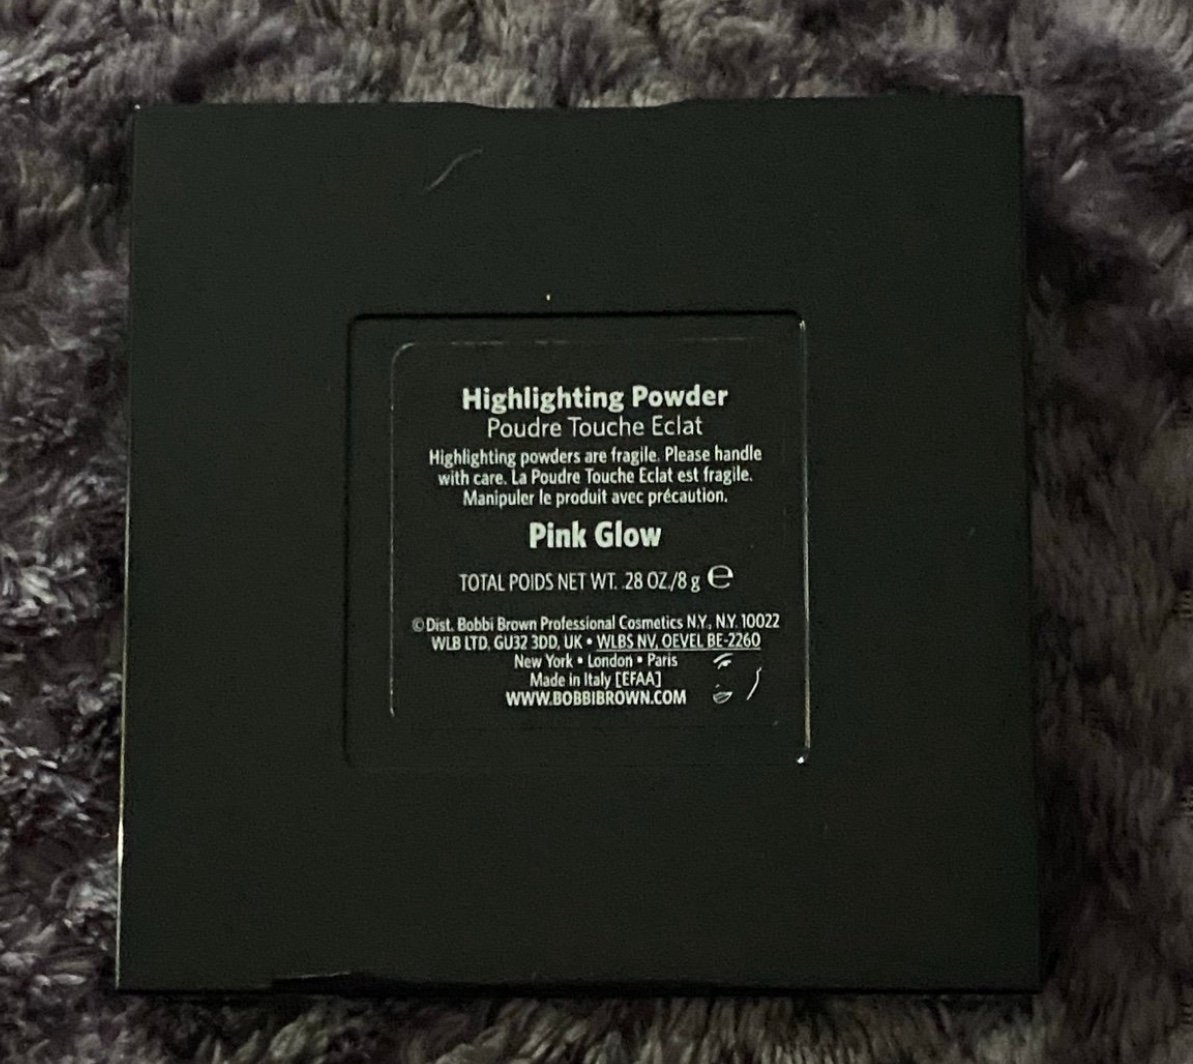 Highlighting Powder
Poudre Touche Eclat
Highlighting powders are fragile. Please handle
with care. La Poudre Touche Eclat est fragile.
Manipuler le produit avec précaution.
Pink Glow
TOTAL POIDS NET WT. .28 OZ./8 g ℮
©Dist. Bobbi Brown Professional Cosmetics N.Y., N.Y. 10022
WLB LTD, GU32 3DD, UK • WLBS NV, OEVEL BE-2260
New York • London • Paris
Made in Italy [EFAA]
WWW.BOBBIBROWN.COM